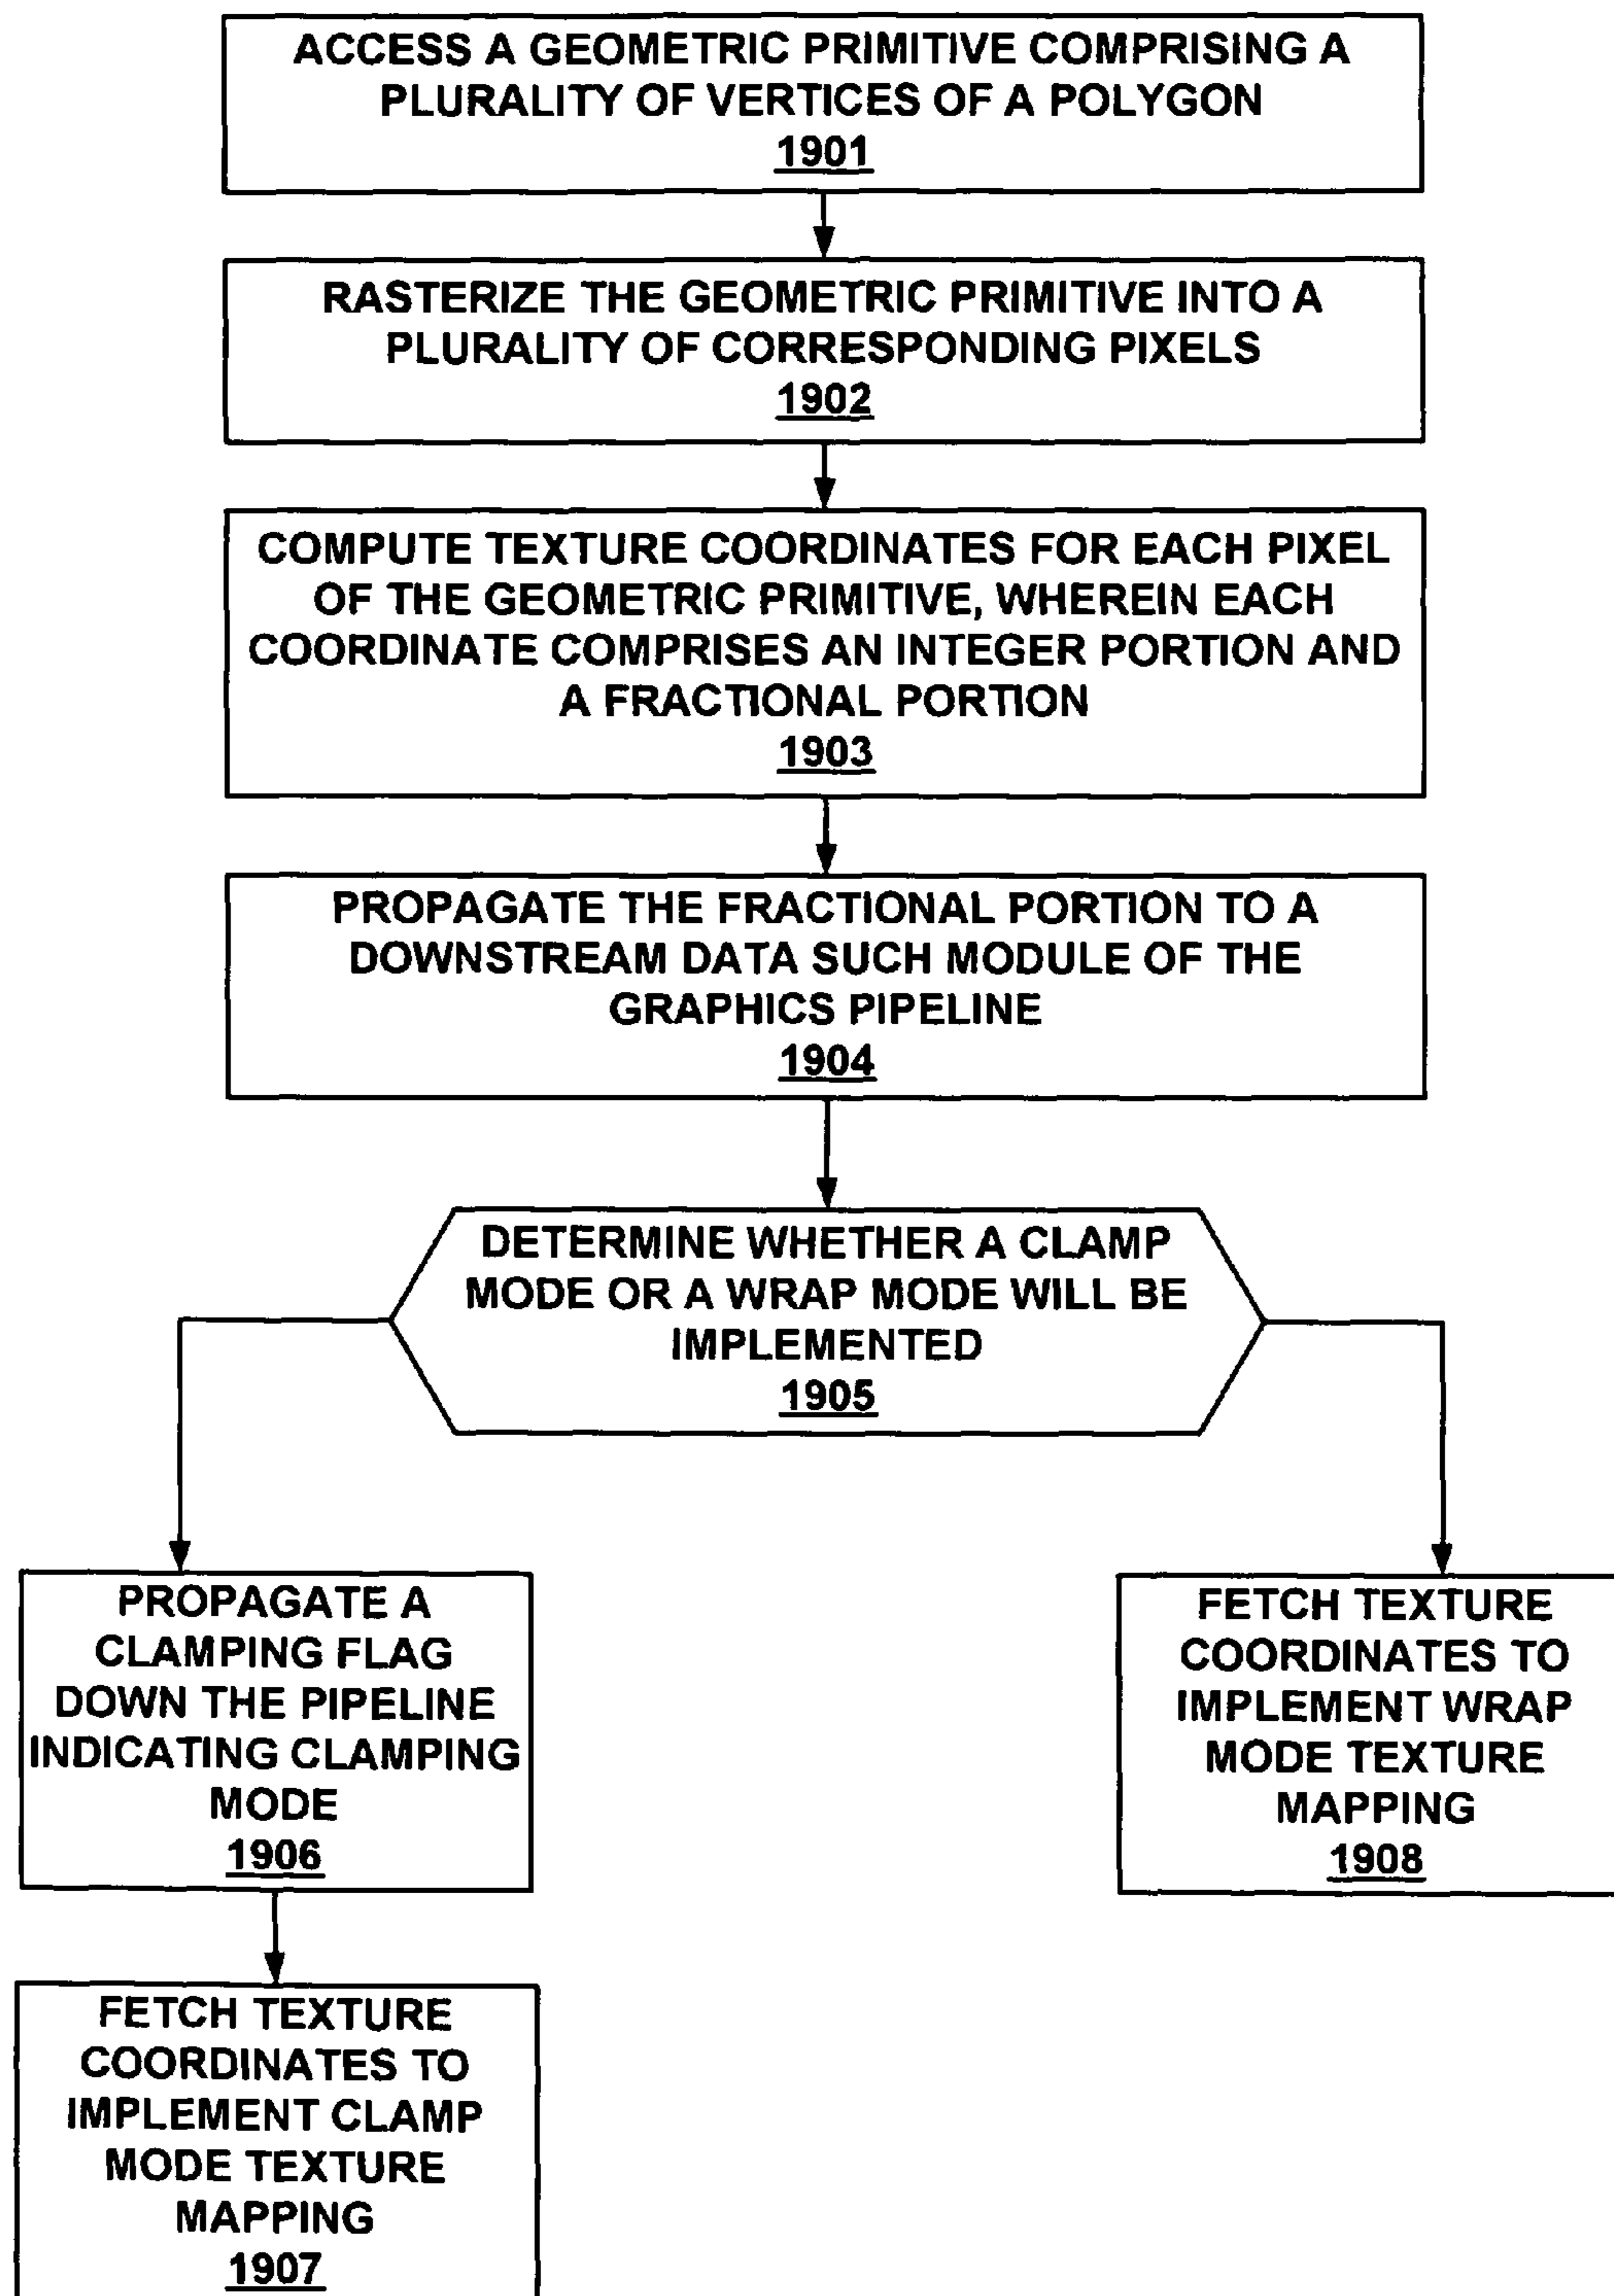 ACCESS A GEOMETRIC PRIMITIVE COMPRISING A
PLURALITY OF VERTICES OF A POLYGON
1901
RASTERIZE THE GEOMETRIC PRIMITIVE INTO A
PLURALITY OF CORRESPONDING PIXELS
1902
COMPUTE TEXTURE COORDINATES FOR EACH PIXEL
OF THE GEOMETRIC PRIMITIVE, WHEREIN EACH
COORDINATE COMPRISES AN INTEGER PORTION AND
A FRACTIONAL PORTION
1903
PROPAGATE THE FRACTIONAL PORTION TO A
DOWNSTREAM DATA SUCH MODULE OF THE
GRAPHICS PIPELINE
1904
DETERMINE WHETHER A CLAMP
MODE OR A WRAP MODE WILL BE
IMPLEMENTED
1905
PROPAGATE A
CLAMPING FLAG
DOWN THE PIPELINE
INDICATING CLAMPING
MODE
1906
FETCH TEXTURE
COORDINATES TO
IMPLEMENT CLAMP
MODE TEXTURE
MAPPING
1907
FETCH TEXTURE
COORDINATES TO
IMPLEMENT WRAP
MODE TEXTURE
MAPPING
1908